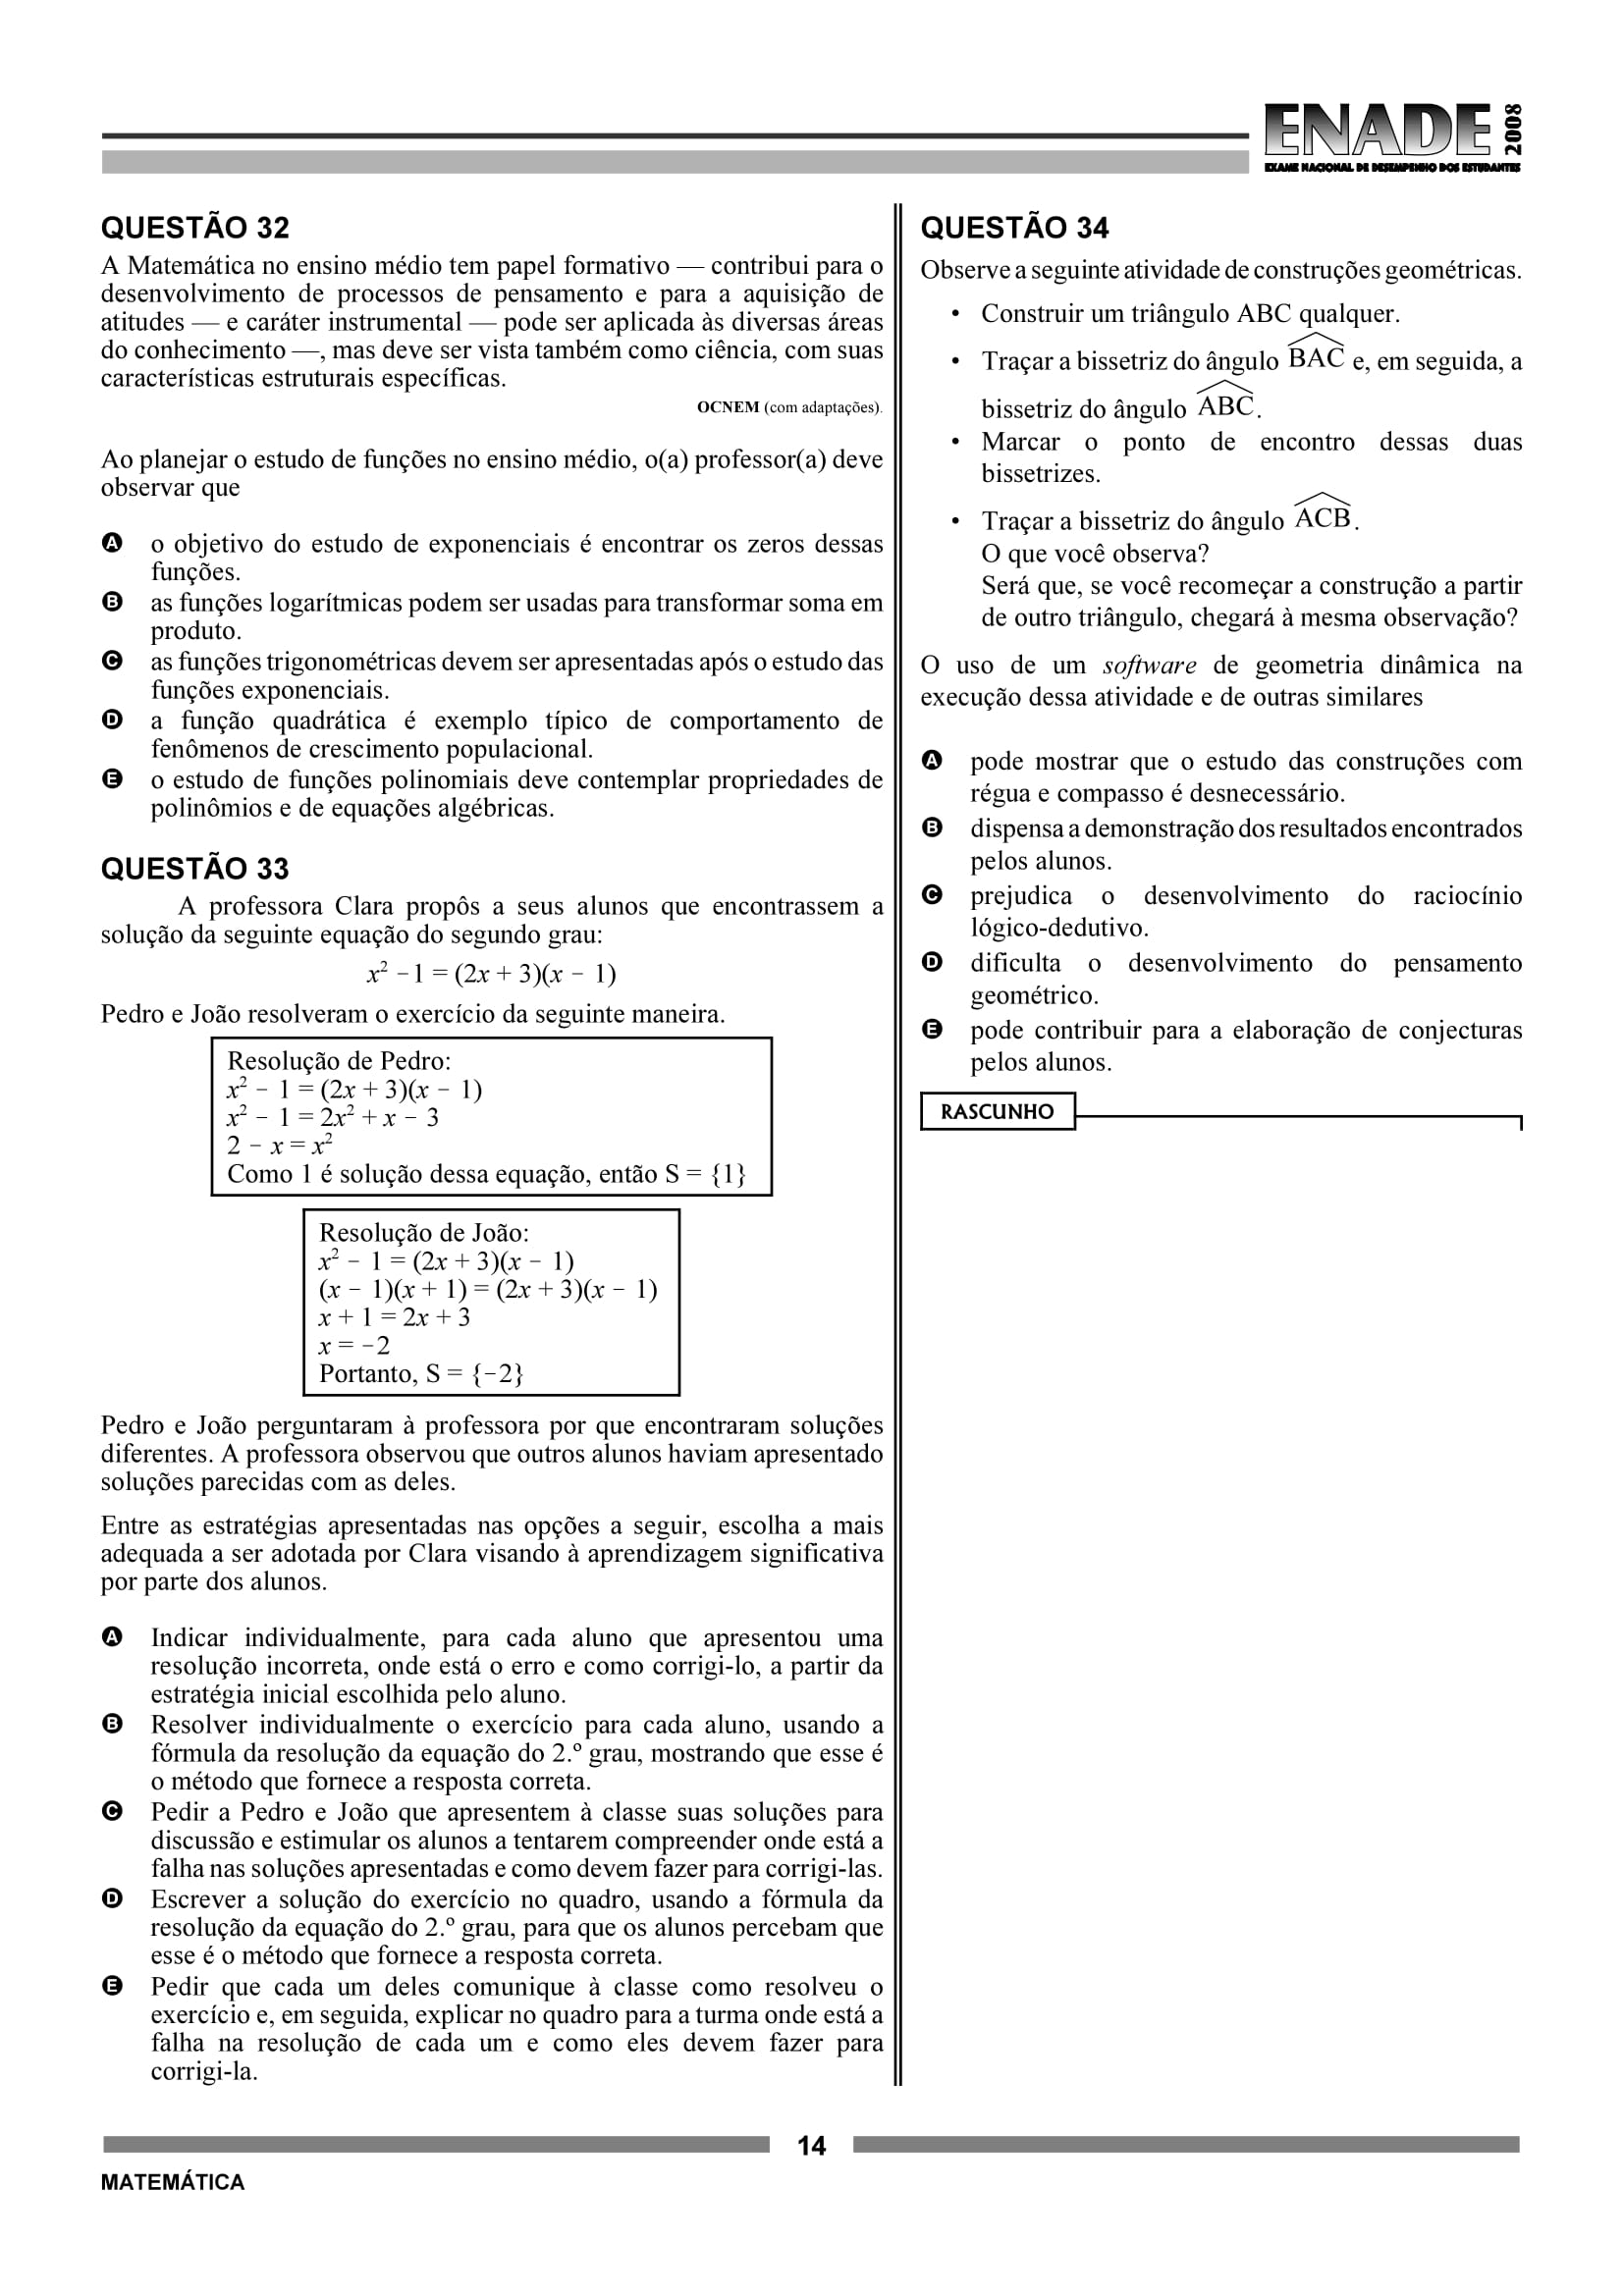 ENADE 2008
EXAME NACIONAL DE DESEMPENHO DOS ESTUDANTES
QUESTÃO 32
A Matemática no ensino médio tem papel formativo — contribui para o
desenvolvimento de processos de pensamento e para a aquisição de
atitudes — e caráter instrumental — pode ser aplicada às diversas áreas
do conhecimento —, mas deve ser vista também como ciência, com suas
características estruturais específicas.
OCNEM (com adaptações).
Ao planejar o estudo de funções no ensino médio, o(a) professor(a) deve
observar que
A o objetivo do estudo de exponenciais é encontrar os zeros dessas
funções.
B as funções logarítmicas podem ser usadas para transformar soma em
produto.
C as funções trigonométricas devem ser apresentadas após o estudo das
funções exponenciais.
D a função quadrática é exemplo típico de comportamento de
fenômenos de crescimento populacional.
E o estudo de funções polinomiais deve contemplar propriedades de
polinômios e de equações algébricas.
QUESTÃO 33
A professora Clara propôs a seus alunos que encontrassem a
solução da seguinte equação do segundo grau:
x² − 1 = (2x + 3)(x − 1)
Pedro e João resolveram o exercício da seguinte maneira.
Resolução de Pedro:
x² − 1 = (2x + 3)(x − 1)
x² − 1 = 2x² + x − 3
2 − x = x²
Como 1 é solução dessa equação, então S = {1}
Resolução de João:
x² − 1 = (2x + 3)(x − 1)
(x − 1)(x + 1) = (2x + 3)(x − 1)
x + 1 = 2x + 3
x = −2
Portanto, S = {−2}
Pedro e João perguntaram à professora por que encontraram soluções
diferentes. A professora observou que outros alunos haviam apresentado
soluções parecidas com as deles.
Entre as estratégias apresentadas nas opções a seguir, escolha a mais
adequada a ser adotada por Clara visando à aprendizagem significativa
por parte dos alunos.
A Indicar individualmente, para cada aluno que apresentou uma
resolução incorreta, onde está o erro e como corrigi-lo, a partir da
estratégia inicial escolhida pelo aluno.
B Resolver individualmente o exercício para cada aluno, usando a
fórmula da resolução da equação do 2.º grau, mostrando que esse é
o método que fornece a resposta correta.
C Pedir a Pedro e João que apresentem à classe suas soluções para
discussão e estimular os alunos a tentarem compreender onde está a
falha nas soluções apresentadas e como devem fazer para corrigi-las.
D Escrever a solução do exercício no quadro, usando a fórmula da
resolução da equação do 2.º grau, para que os alunos percebam que
esse é o método que fornece a resposta correta.
E Pedir que cada um deles comunique à classe como resolveu o
exercício e, em seguida, explicar no quadro para a turma onde está a
falha na resolução de cada um e como eles devem fazer para
corrigi-la.
QUESTÃO 34
Observe a seguinte atividade de construções geométricas.
• Construir um triângulo ABC qualquer.
• Traçar a bissetriz do ângulo BAC e, em seguida, a
bissetriz do ângulo ABC.
• Marcar o ponto de encontro dessas duas
bissetrizes.
• Traçar a bissetriz do ângulo ACB.
O que você observa?
Será que, se você recomeçar a construção a partir
de outro triângulo, chegará à mesma observação?
O uso de um software de geometria dinâmica na
execução dessa atividade e de outras similares
A pode mostrar que o estudo das construções com
régua e compasso é desnecessário.
B dispensa a demonstração dos resultados encontrados
pelos alunos.
C prejudica o desenvolvimento do raciocínio
lógico-dedutivo.
D dificulta o desenvolvimento do pensamento
geométrico.
E pode contribuir para a elaboração de conjecturas
pelos alunos.
RASCUNHO
14
MATEMÁTICA